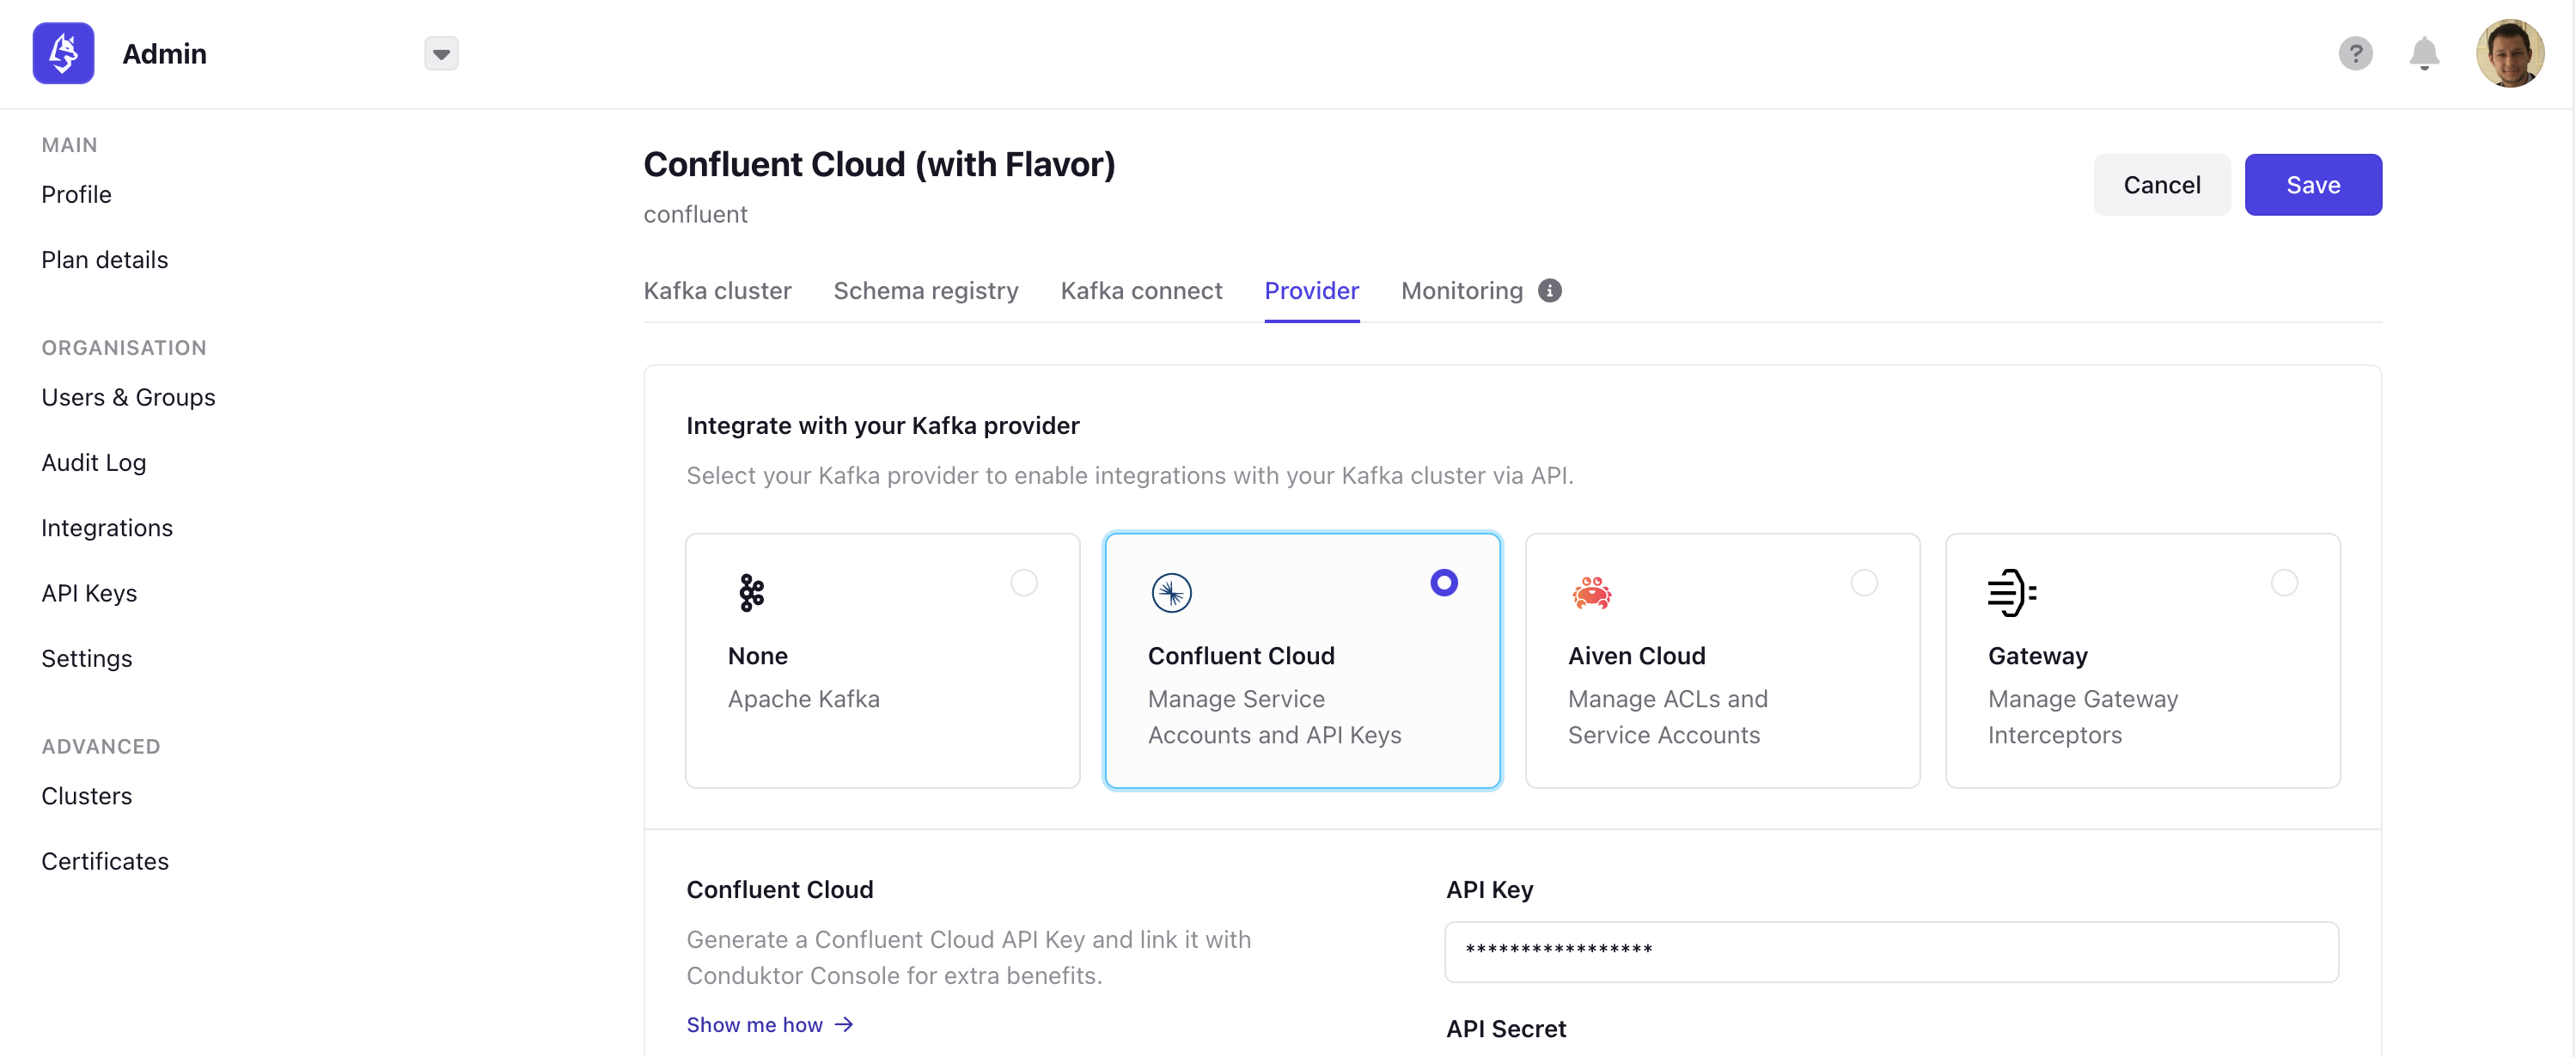 Admin
?
MAIN
Profile
Plan details
ORGANISATION
Users & Groups
Audit Log
Integrations
API Keys
Settings
ADVANCED
Clusters
Certificates
Confluent Cloud (with Flavor)
confluent
Cancel
Save
Kafka cluster
Schema registry
Kafka connect
Provider
Monitoring
Integrate with your Kafka provider
Select your Kafka provider to enable integrations with your Kafka cluster via API.
None
Apache Kafka
Confluent Cloud
Manage Service
Accounts and API Keys
Aiven Cloud
Manage ACLs and
Service Accounts
Gateway
Manage Gateway
Interceptors
Confluent Cloud
Generate a Confluent Cloud API Key and link it with
Conduktor Console for extra benefits.
Show me how →
API Key
*****************
API Secret